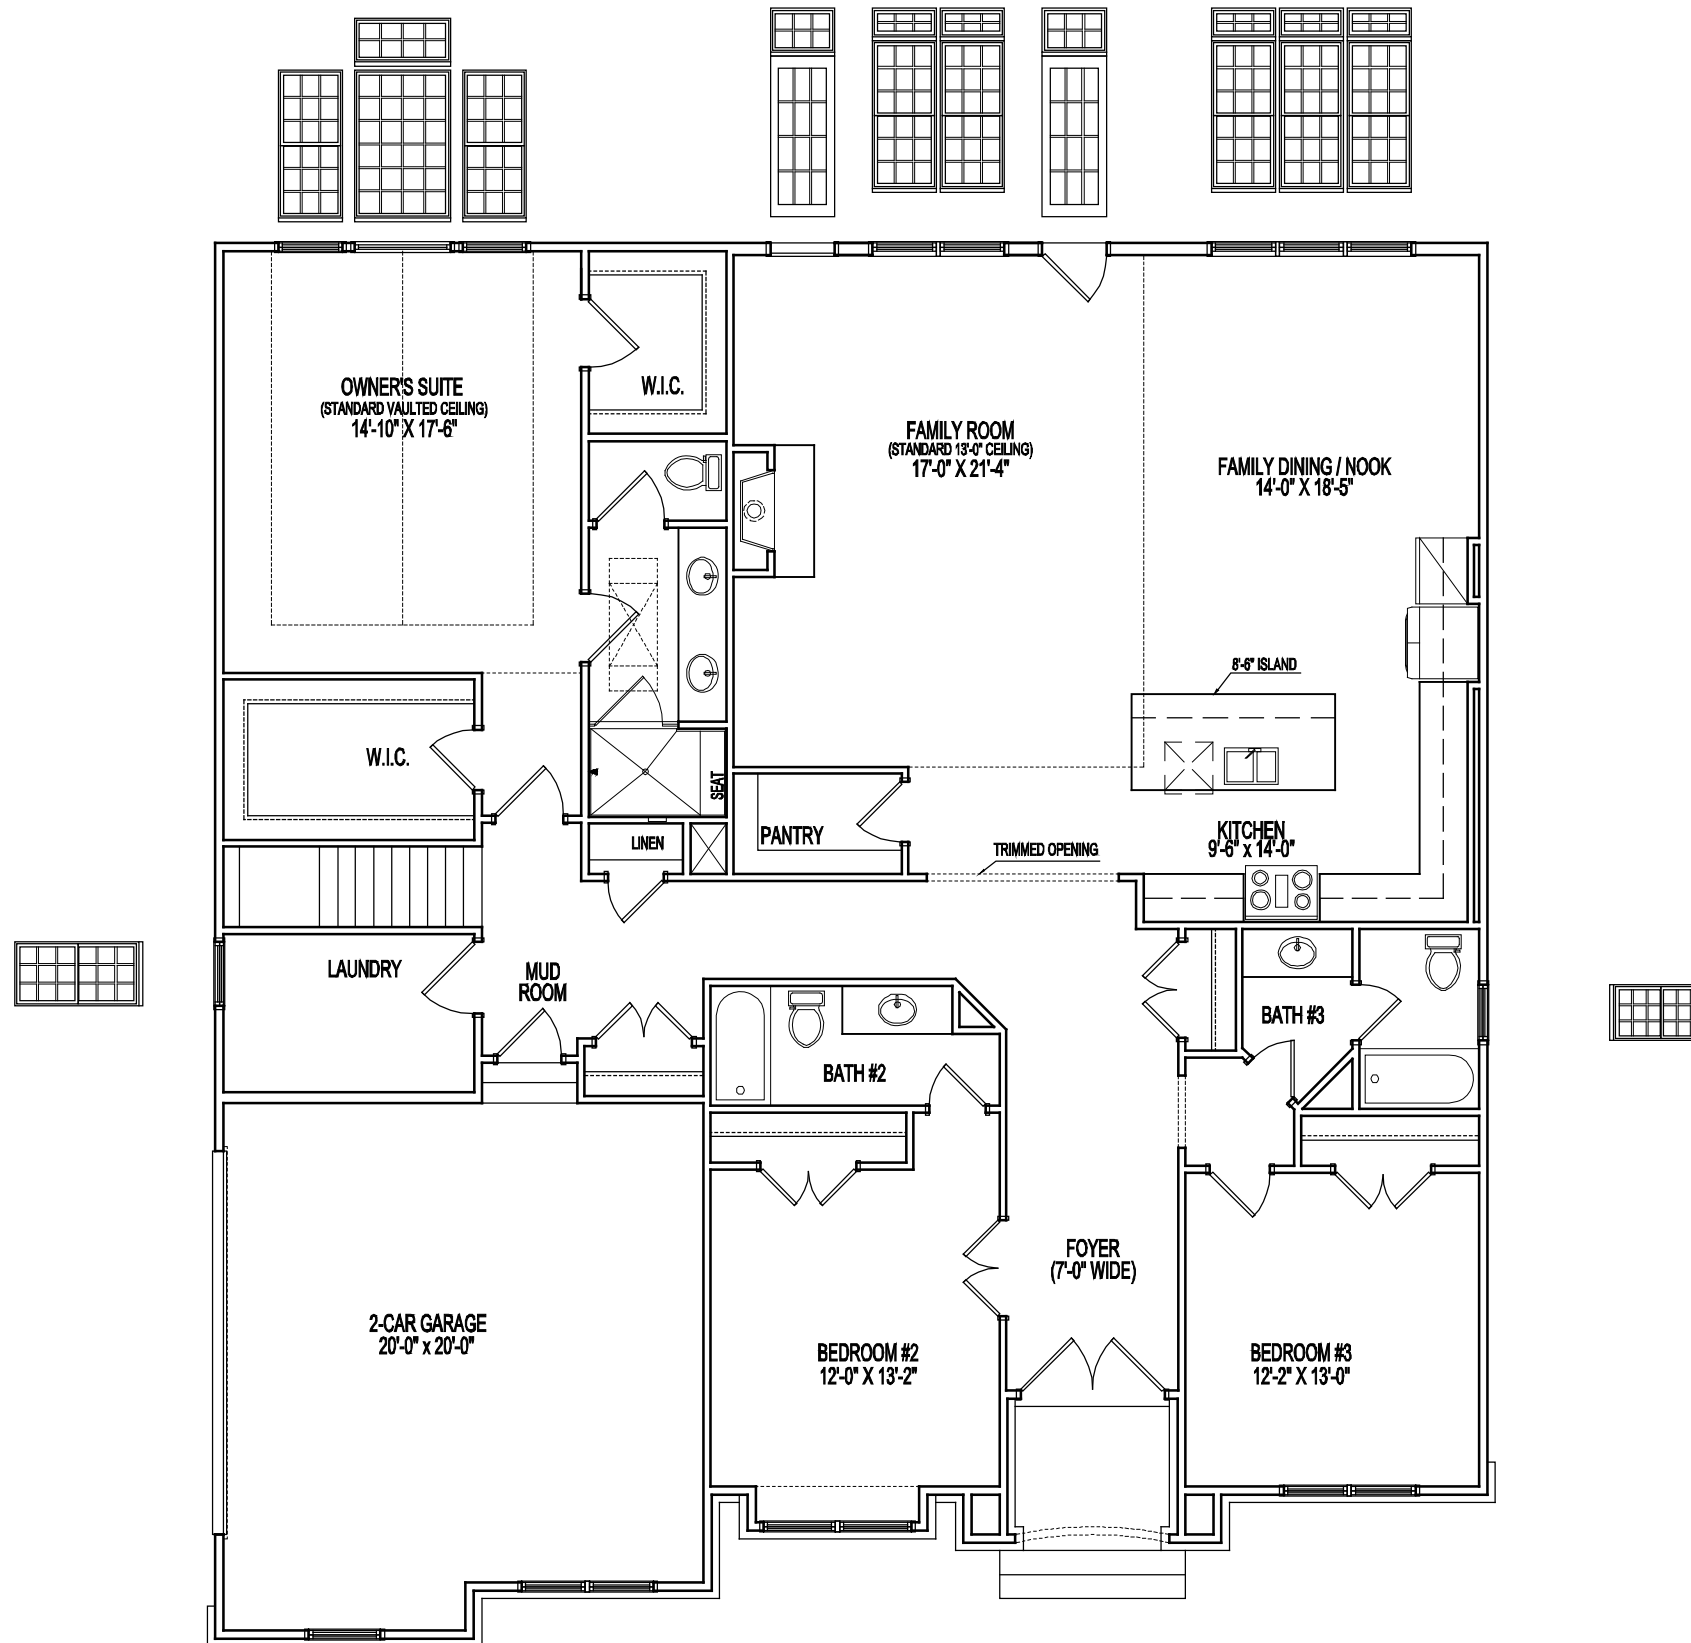 OWNER'S SUITE
(STANDARD VAULTED CEILING)
14'-10" X 17'-6"
W.I.C.
FAMILY ROOM
(STANDARD 13'-0" CEILING)
17'-0" X 21'-4"
FAMILY DINING / NOOK
14'-0" X 18'-5"
8'-6" ISLAND
W.I.C.
SEAT
LINEN
PANTRY
TRIMMED OPENING
KITCHEN
9'-6" x 14'-0"
LAUNDRY
MUD
ROOM
BATH #2
BATH #3
FOYER
(7'-0" WIDE)
2-CAR GARAGE
20'-0" x 20'-0"
BEDROOM #2
12'-0" X 13'-2"
BEDROOM #3
12'-2" X 13'-0"